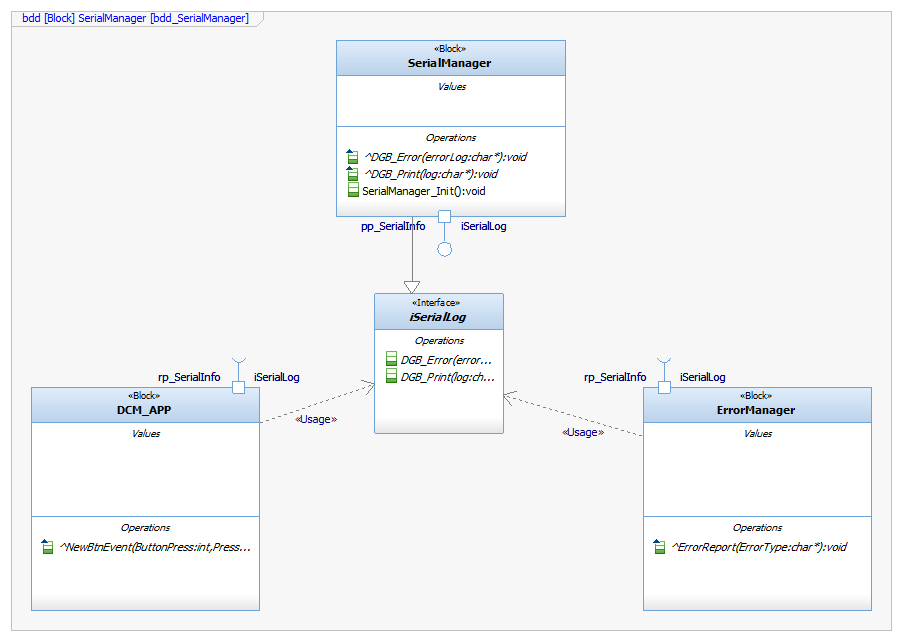 bdd [Block] SerialManager [bdd_SerialManager]
«Block»
SerialManager
Values
Operations
^DGB_Error(errorLog:char*):void
^DGB_Print(log:char*):void
SerialManager_Init():void
pp_SerialInfo
iSerialLog
«Interface»
iSerialLog
Operations
DGB_Error(error...
DGB_Print(log:ch...
rp_SerialInfo
iSerialLog
«Block»
DCM_APP
Values
Operations
^NewBtnEvent(ButtonPress:int,Press...
«Usage»
«Usage»
rp_SerialInfo
iSerialLog
«Block»
ErrorManager
Values
Operations
^ErrorReport(ErrorType:char*):void